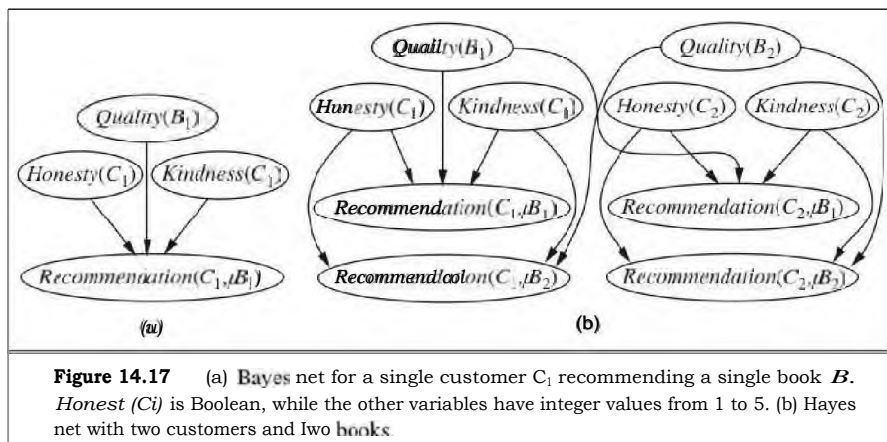 Quality(B1)
Honesty(C1) Kindness(C1)
Recommendation(C1,B1)
(a)
Quality(B1) Quality(B2)
Hunesty(C1) Kindness(C1) Honesty(C2) Kindness(C2)
Recommendation(C1,B1) Recommendation(C2,B1)
Recommendation(C2,B2)
(b)
Figure 14.17 (a) Bayes net for a single customer C1 recommending a single book B.
Honest (Ci) is Boolean, while the other variables have integer values from 1 to 5. (b) Hayes
net with two customers and Iwo books.